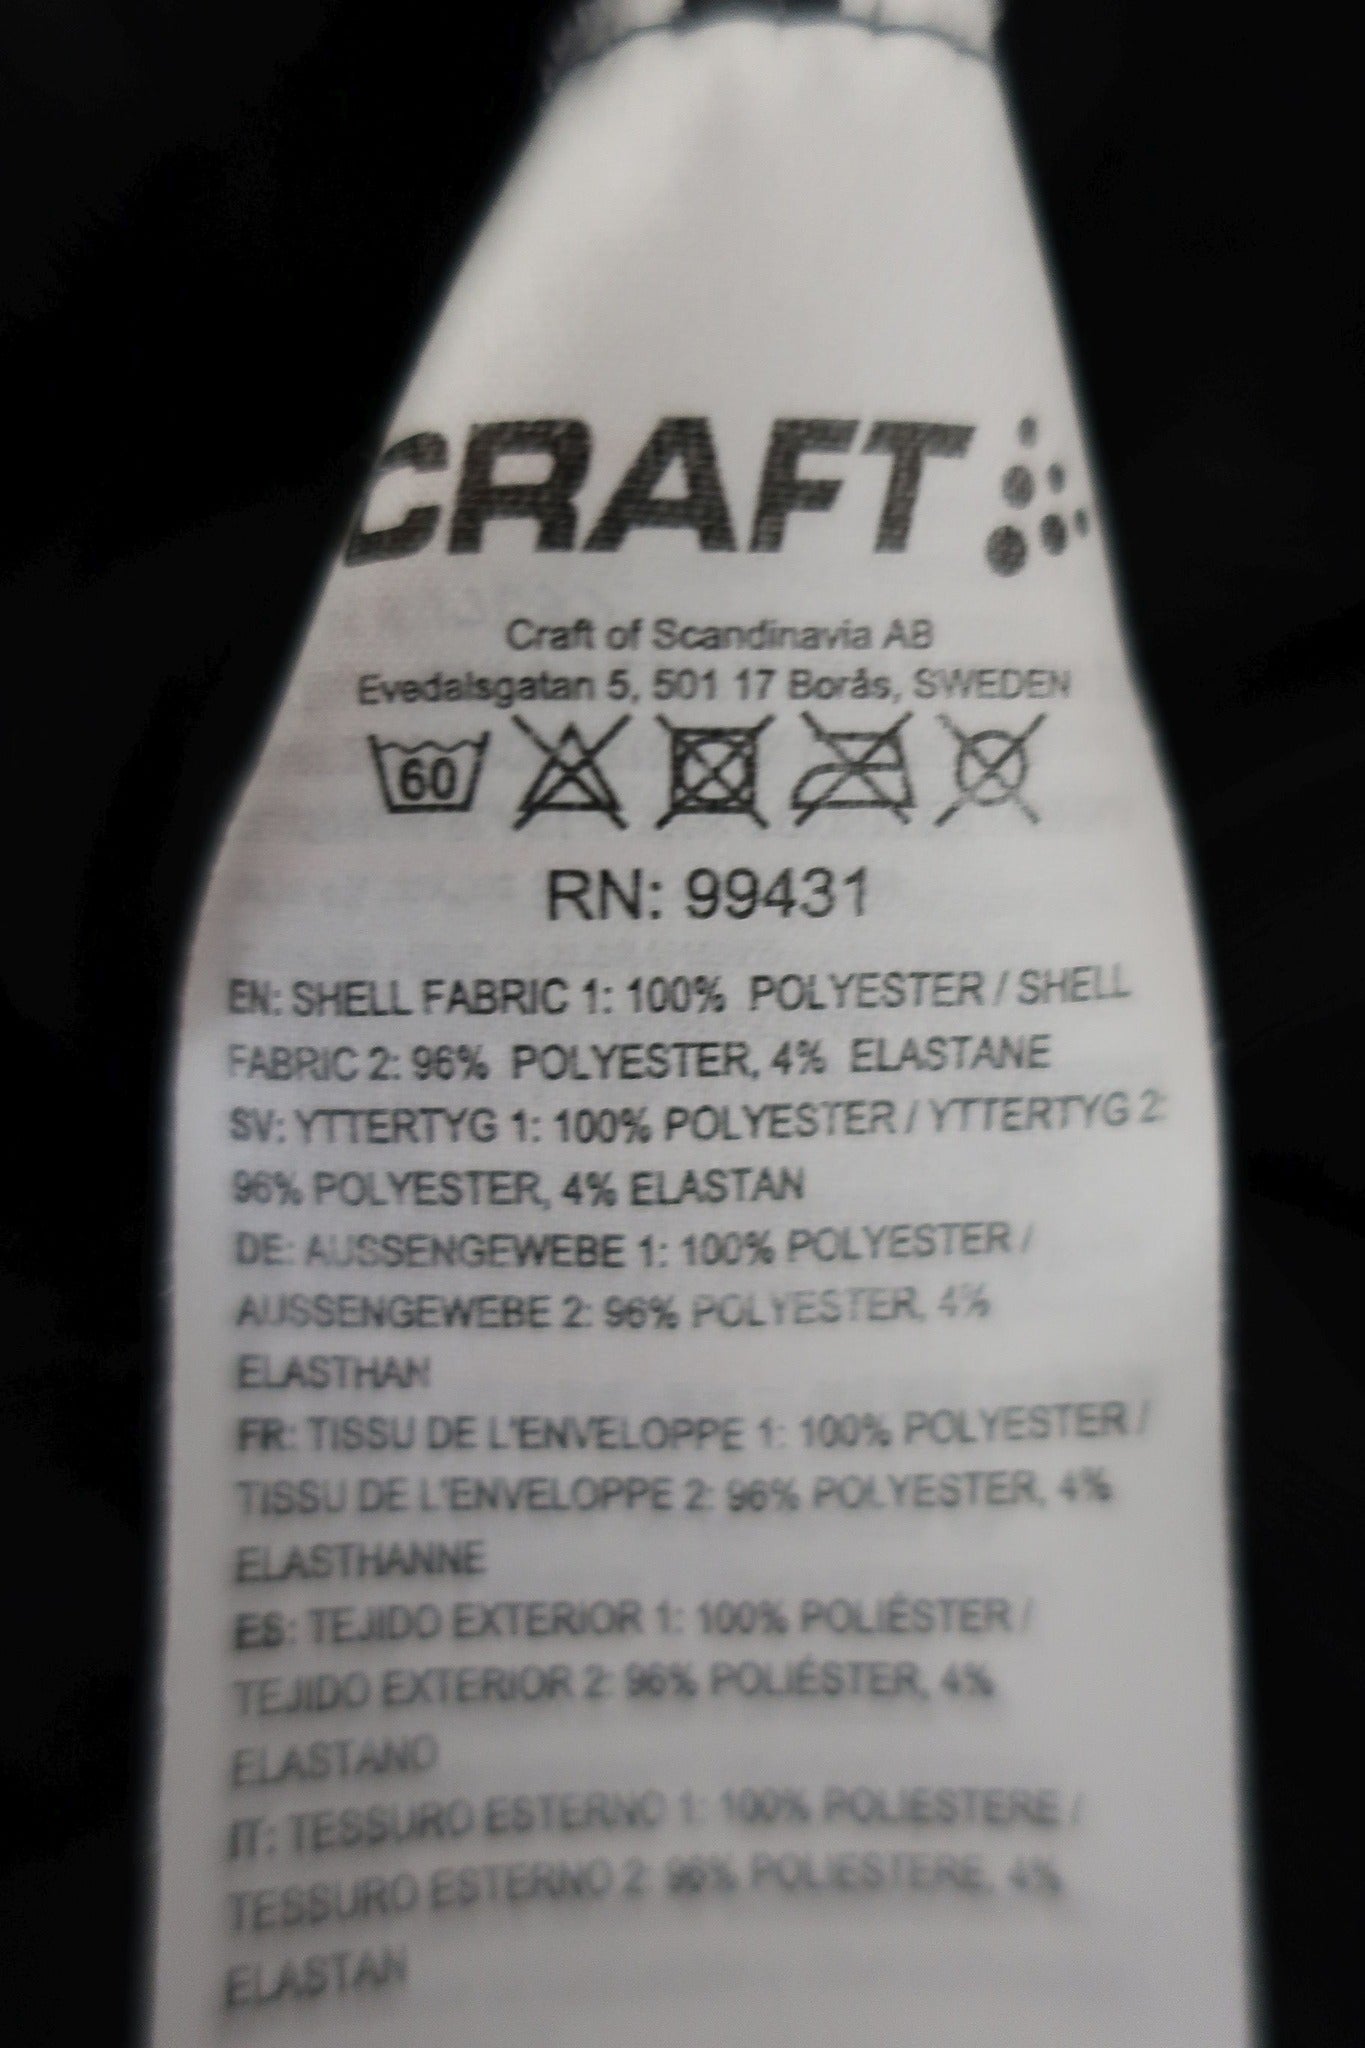 CRAFT
Craft of Scandinavia AB
Evedalsgatan 5, 501 17 Borås, SWEDEN
60
RN: 99431
EN: SHELL FABRIC 1: 100% POLYESTER / SHELL
FABRIC 2: 96% POLYESTER, 4% ELASTANE
SV: YTTERTYG 1: 100% POLYESTER / YTTERTYG 2:
96% POLYESTER, 4% ELASTAN
DE: AUSSENGEWEBE 1: 100% POLYESTER /
AUSSENGEWEBE 2: 96% POLYESTER, 4%
ELASTHAN
FR: TISSU DE L'ENVELOPPE 1: 100% POLYESTER /
TISSU DE L'ENVELOPPE 2: 96% POLYESTER, 4%
ELASTHANNE
ES: TEJIDO EXTERIOR 1: 100% POLIÉSTER /
TEJIDO EXTERIOR 2: 96% POLIÉSTER, 4%
ELASTANO
IT: TESSURO ESTERNO 1: 100% POLIESTERE /
TESSURO ESTERNO 2: 96% POLIESTERE, 4%
ELASTAN